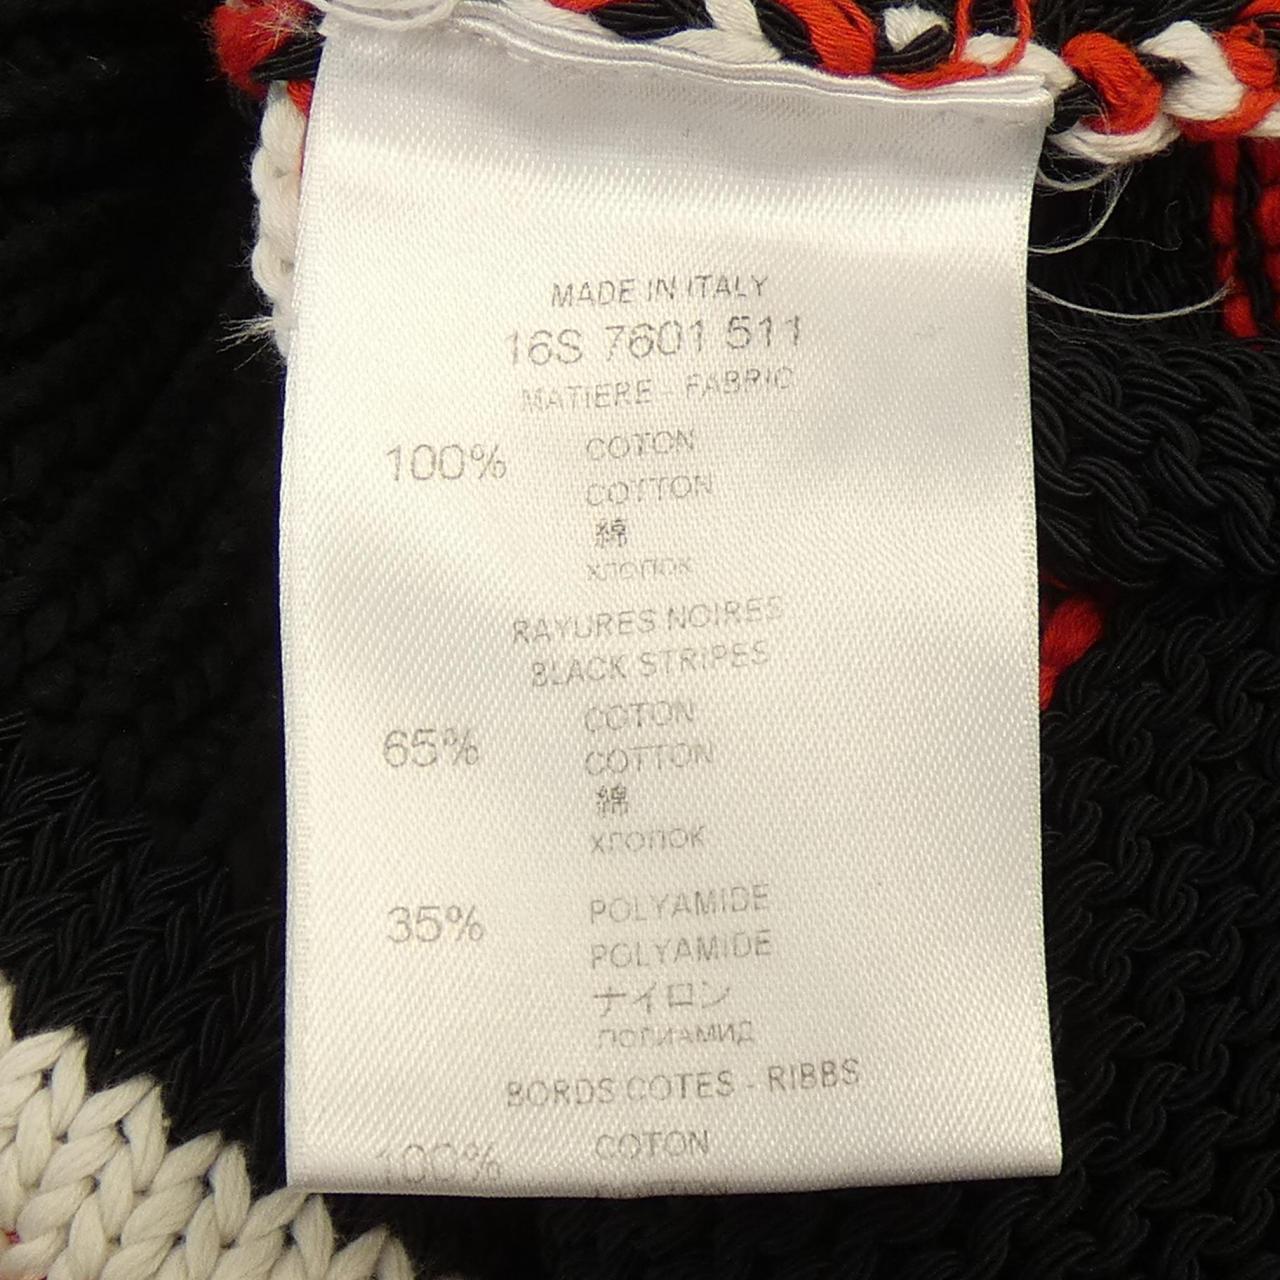 MADE IN ITALY
16S 7601 511
MATIERE - FABRIC
100% COTON
COTTON
綿
хлопок
RAYURES NOIRES
BLACK STRIPES
65% COTON
COTTON
綿
хлопок
35% POLYAMIDE
POLYAMIDE
ナイロン
полиамид
BORDS COTES - RIBBS
100% COTON